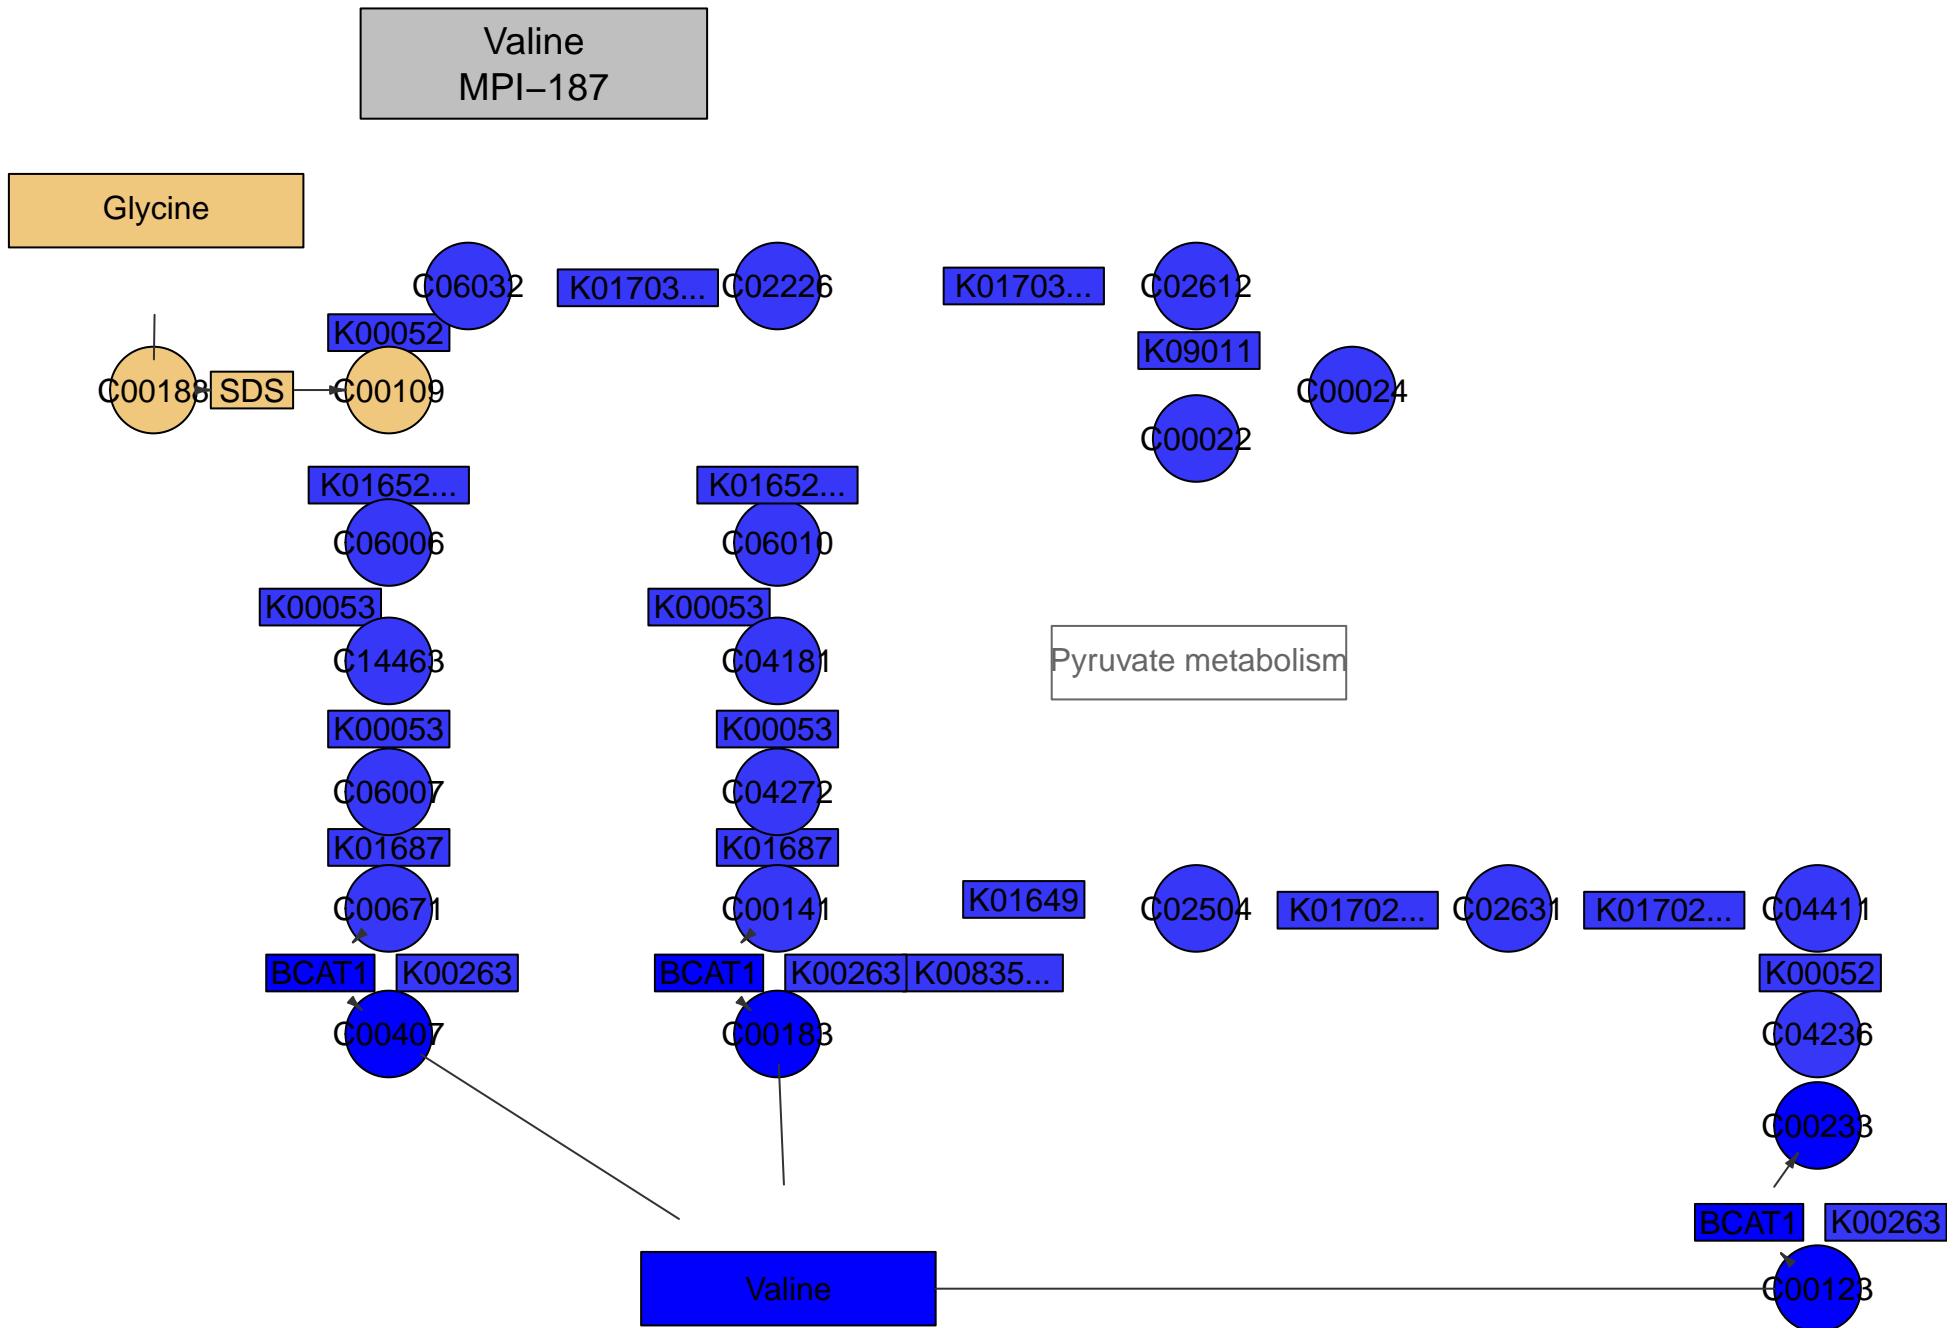 Valine
MPI−187
Glycine
C06032
K01703...
C02226
K01703...
C02612
K00052
K09011
C00188
SDS
C00109
C00024
C00022
K01652...
K01652...
C06006
C06010
K00053
K00053
C14463
C04181
Pyruvate metabolism
K00053
K00053
C06007
C04272
K01687
K01687
C00671
C00141
K01649
C02504
K01702...
C02631
K01702...
C04411
BCAT1
K00263
BCAT1
K00263
K00835...
K00052
C00407
C00183
C04236
C00233
BCAT1
K00263
Valine
C00123